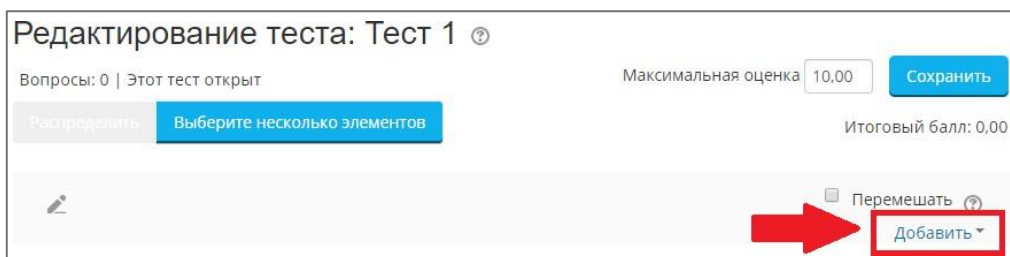 Редактирование теста: Тест 1
Вопросы: 0 | Этот тест открыт
Максимальная оценка 10,00 Сохранить
Распределить Выберите несколько элементов
Итоговый балл: 0,00
Перемешать
Добавить